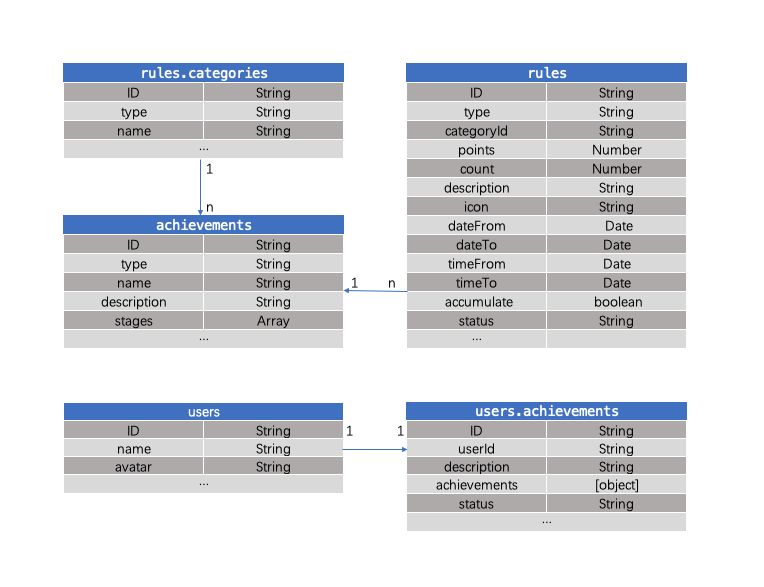 rules.categories
ID String
type String
name String
...
1
n
achievements
ID String
type String
name String
description String
stages Array
...
rules
ID String
type String
categoryId String
points Number
count Number
description String
icon String
dateFrom Date
dateTo Date
timeFrom Date
timeTo Date
accumulate boolean
status String
...
1 n
users
ID String
name String
avatar String
...
1 1
users.achievements
ID String
userId String
description String
achievements [object]
status String
...